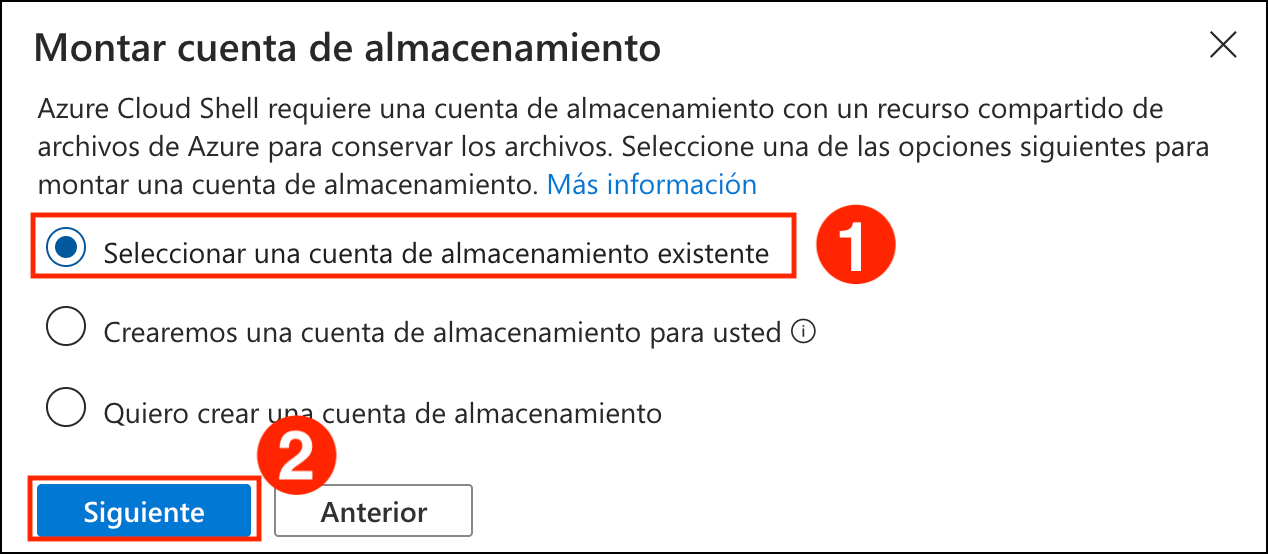 Montar cuenta de almacenamiento
Azure Cloud Shell requiere una cuenta de almacenamiento con un recurso compartido de
archivos de Azure para conservar los archivos. Seleccione una de las opciones siguientes para
montar una cuenta de almacenamiento. Más información
Seleccionar una cuenta de almacenamiento existente
1
Crearemos una cuenta de almacenamiento para usted
Quiero crear una cuenta de almacenamiento
2
Siguiente
Anterior